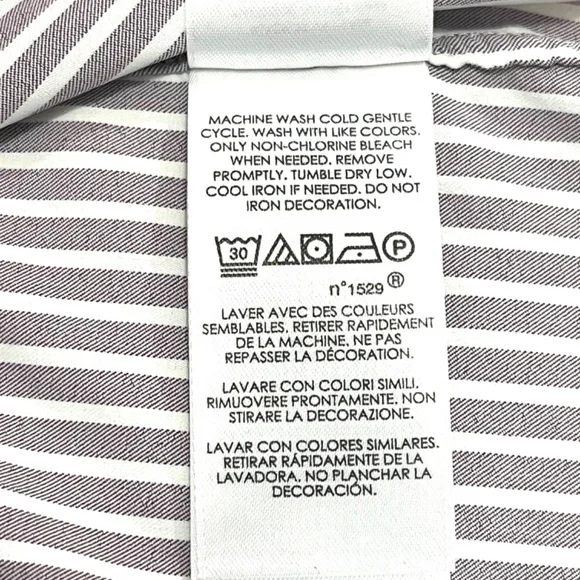 MACHINE WASH COLD GENTLE
CYCLE. WASH WITH LIKE COLORS.
ONLY NON-CHLORINE BLEACH
WHEN NEEDED. REMOVE
PROMPTLY. TUMBLE DRY LOW.
COOL IRON IF NEEDED. DO NOT
IRON DECORATION.
30 P
n°1529 ®
LAVER AVEC DES COULEURS
SEMBLABLES. RETIRER RAPIDEMENT
DE LA MACHINE. NE PAS
REPASSER LA DÉCORATION.
LAVARE CON COLORI SIMILI.
RIMUOVERE PRONTAMENTE. NON
STIRARE LA DECORAZIONE.
LAVAR CON COLORES SIMILARES.
RETIRAR RÁPIDAMENTE DE LA
LAVADORA. NO PLANCHAR LA
DECORACIÓN.